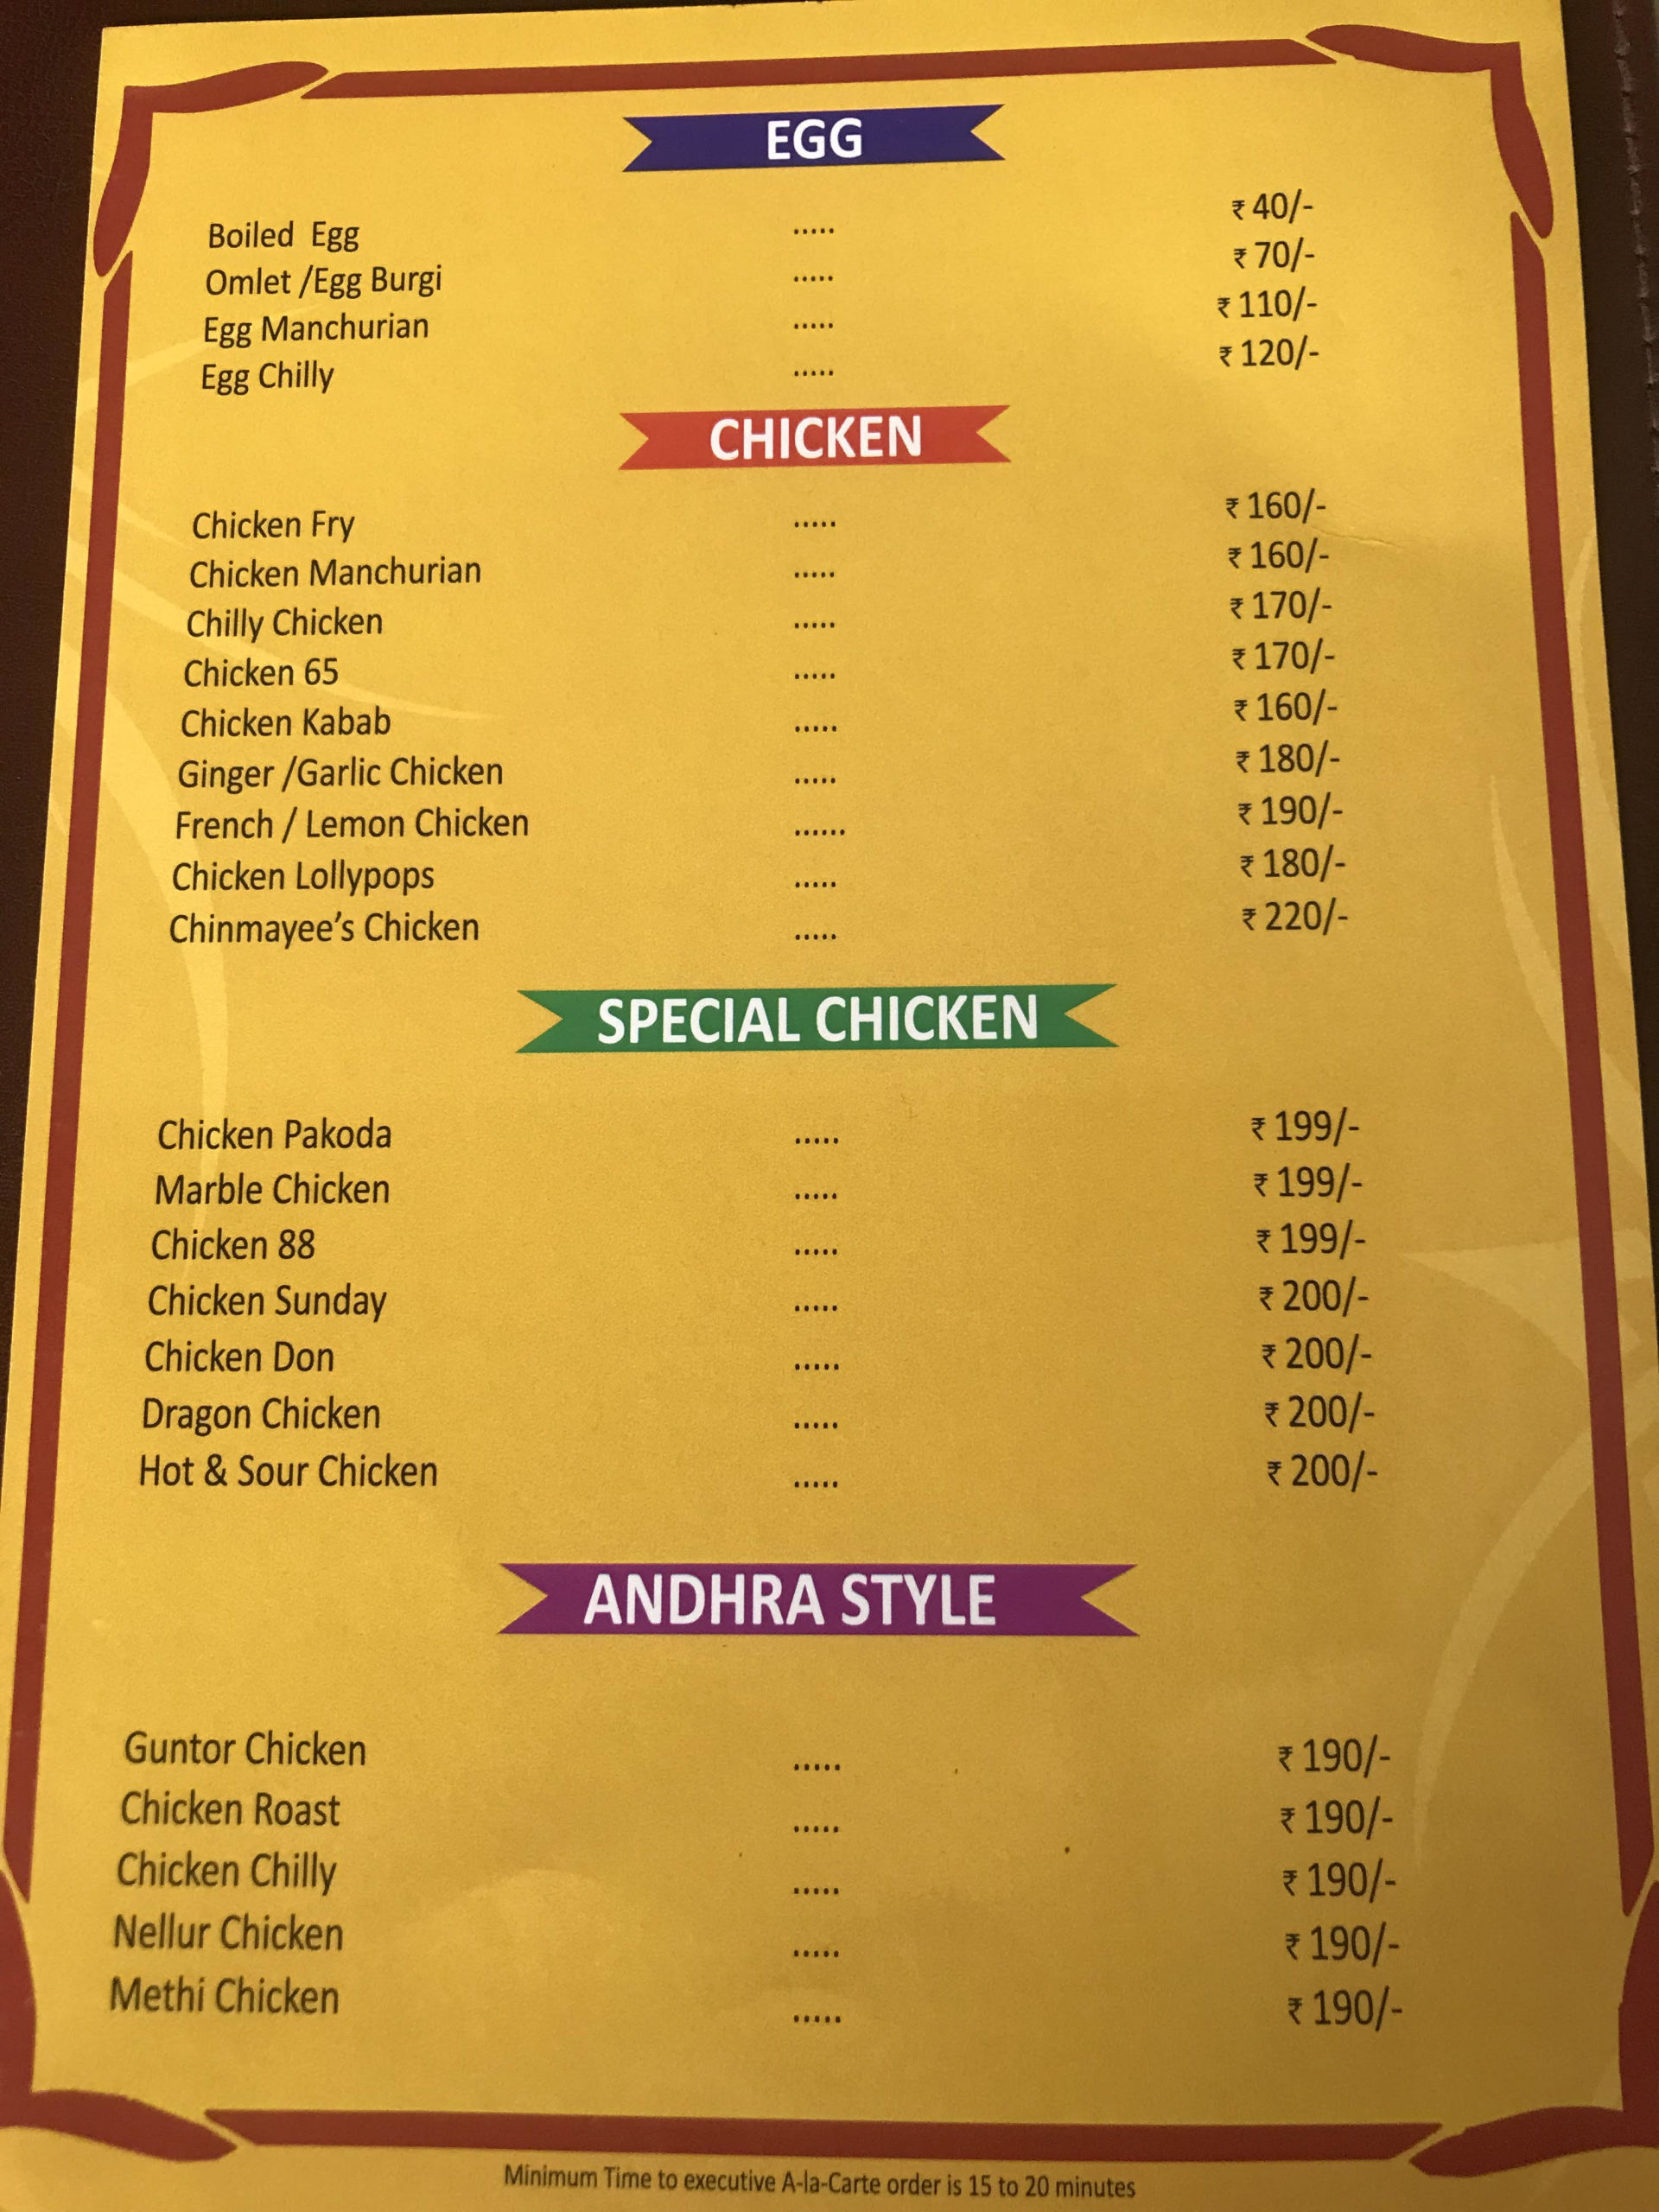 EGG
Boiled Egg ..... ₹ 40/-
Omlet /Egg Burgi ..... ₹ 70/-
Egg Manchurian ..... ₹ 110/-
Egg Chilly ..... ₹ 120/-
CHICKEN
Chicken Fry ..... ₹ 160/-
Chicken Manchurian ..... ₹ 160/-
Chilly Chicken ..... ₹ 170/-
Chicken 65 ..... ₹ 170/-
Chicken Kabab ..... ₹ 160/-
Ginger /Garlic Chicken ..... ₹ 180/-
French / Lemon Chicken ...... ₹ 190/-
Chicken Lollypops ..... ₹ 180/-
Chinmayee’s Chicken ..... ₹ 220/-
SPECIAL CHICKEN
Chicken Pakoda ..... ₹ 199/-
Marble Chicken ..... ₹ 199/-
Chicken 88 ..... ₹ 199/-
Chicken Sunday ..... ₹ 200/-
Chicken Don ..... ₹ 200/-
Dragon Chicken ..... ₹ 200/-
Hot & Sour Chicken ..... ₹ 200/-
ANDHRA STYLE
Guntor Chicken ..... ₹ 190/-
Chicken Roast ..... ₹ 190/-
Chicken Chilly ..... ₹ 190/-
Nellur Chicken ..... ₹ 190/-
Methi Chicken ..... ₹ 190/-
Minimum Time to executive A-la-Carte order is 15 to 20 minutes